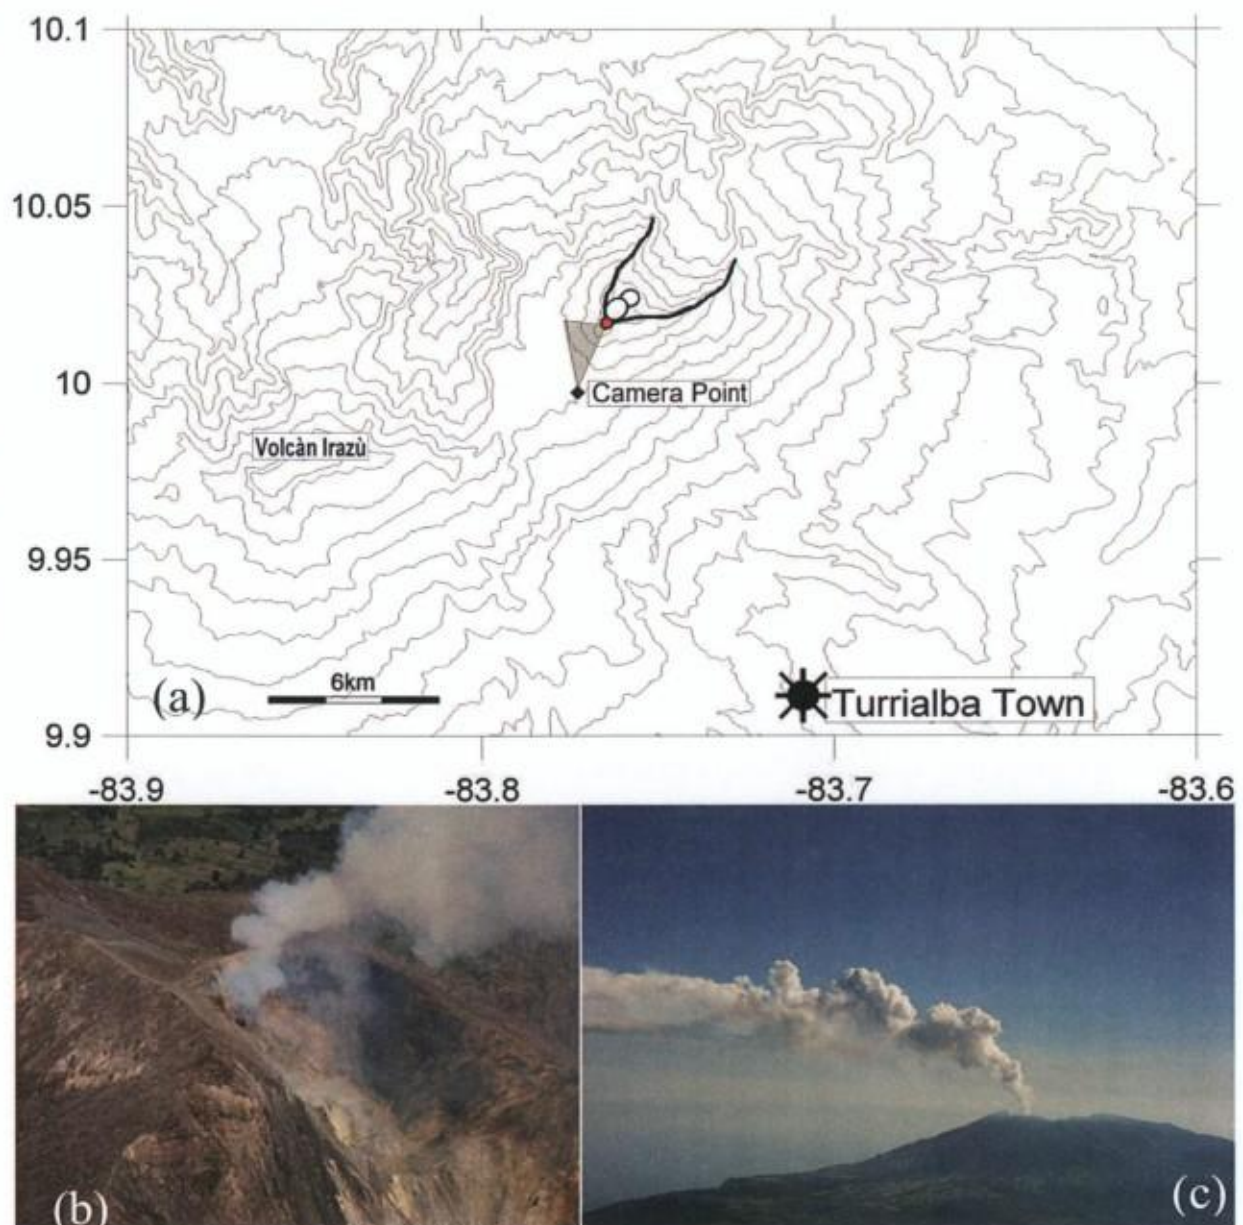 10.1
10.05
10
9.95
9.9
Camera Point
Volcàn Irazù
6km
(a)
Turrialba Town
-83.9 -83.8 -83.7 -83.6
(b)
(c)